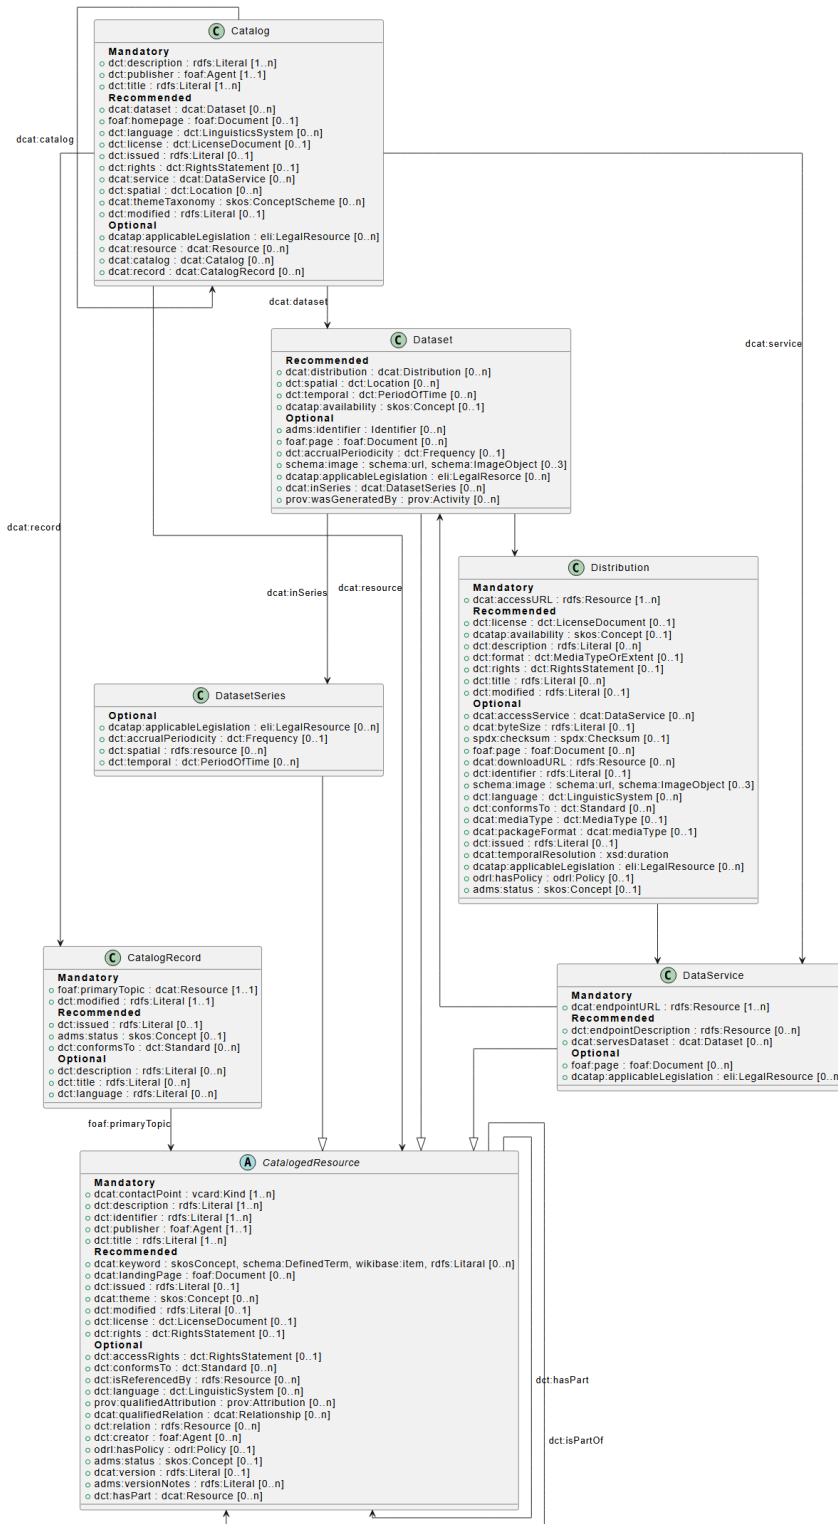 C Catalog
Mandatory
dct:description : rdfs:Literal [1..n]
dct:publisher : foaf:Agent [1..1]
dct:title : rdfs:Literal [1..n]
Recommended
dcat:dataset : dcat:Dataset [0..n]
foaf:homepage : foaf:Document [0..1]
dct:language : dct:LinguisticsSystem [0..n]
dct:license : dct:LicenseDocument [0..1]
dct:issued : rdfs:Literal [0..1]
dct:rights : dct:RightsStatement [0..1]
dcat:service : dcat:DataService [0..n]
dct:spatial : dct:Location [0..n]
dcat:themeTaxonomy : skos:ConceptScheme [0..n]
dct:modified : rdfs:Literal [0..1]
Optional
dcatap:applicableLegislation : eli:LegalResource [0..n]
dcat:resource : dcat:Resource [0..n]
dcat:catalog : dcat:Catalog [0..n]
dcat:record : dcat:CatalogRecord [0..n]
dcat:catalog
dcat:dataset
dcat:service
C Dataset
Recommended
dcat:distribution : dcat:Distribution [0..n]
dct:spatial : dct:Location [0..n]
dct:temporal : dct:PeriodOfTime [0..n]
dcatap:availability : skos:Concept [0..1]
Optional
adms:identifier : Identifier [0..n]
foaf:page : foaf:Document [0..n]
dct:accrualPeriodicity : dct:Frequency [0..1]
schema:image : schema:url, schema:ImageObject [0..3]
dcatap:applicableLegislation : eli:LegalResorce [0..n]
dcat:inSeries : dcat:DatasetSeries [0..n]
prov:wasGeneratedBy : prov:Activity [0..n]
dcat:record
dcat:inSeries
dcat:resource
C Distribution
Mandatory
dcat:accessURL : rdfs:Resource [1..n]
Recommended
dct:license : dct:LicenseDocument [0..1]
dcatap:availability : skos:Concept [0..1]
dct:description : rdfs:Literal [0..n]
dct:format : dct:MediaTypeOrExtent [0..1]
dct:rights : dct:RightsStatement [0..1]
dct:title : rdfs:Literal [0..n]
dct:modified : rdfs:Literal [0..1]
Optional
dcat:accessService : dcat:DataService [0..n]
dcat:byteSize : rdfs:Literal [0..1]
spdx:checksum : spdx:Checksum [0..1]
foaf:page : foaf:Document [0..n]
dcat:downloadURL : rdfs:Resource [0..n]
dct:identifier : rdfs:Literal [0..1]
schema:image : schema:url, schema:ImageObject [0..3]
dct:language : dct:LinguisticSystem [0..n]
dct:conformsTo : dct:Standard [0..n]
dcat:mediaType : dct:MediaType [0..1]
dcat:packageFormat : dcat:mediaType [0..1]
dct:issued : rdfs:Literal [0..1]
dcat:temporalResolution : xsd:duration
dcatap:applicableLegislation : eli:LegalResource [0..n]
odrl:hasPolicy : odrl:Policy [0..1]
adms:status : skos:Concept [0..1]
C DatasetSeries
Optional
dcatap:applicableLegislation : eli:LegalResource [0..n]
dct:accrualPeriodicity : dct:Frequency [0..1]
dct:spatial : rdfs:resource [0..n]
dct:temporal : dct:PeriodOfTime [0..n]
C CatalogRecord
Mandatory
foaf:primaryTopic : dcat:Resource [1..1]
dct:modified : rdfs:Literal [1..1]
Recommended
dct:issued : rdfs:Literal [0..1]
adms:status : skos:Concept [0..1]
dct:conformsTo : dct:Standard [0..n]
Optional
dct:description : rdfs:Literal [0..n]
dct:title : rdfs:Literal [0..n]
dct:language : rdfs:Literal [0..n]
C DataService
Mandatory
dcat:endpointURL : rdfs:Resource [1..n]
Recommended
dct:endpointDescription : rdfs:Resource [0..n]
dcat:servesDataset : dcat:Dataset [0..n]
Optional
foaf:page : foaf:Document [0..n]
dcatap:applicableLegislation : eli:LegalResource [0..n
foaf:primaryTopic
A CatalogedResource
Mandatory
dcat:contactPoint : vcard:Kind [1..n]
dct:description : rdfs:Literal [1..n]
dct:identifier : rdfs:Literal [1..n]
dct:publisher : foaf:Agent [1..1]
dct:title : rdfs:Literal [1..n]
Recommended
dcat:keyword : skosConcept, schema:DefinedTerm, wikibase:item, rdfs:Litaral [0..n]
dcat:landingPage : foaf:Document [0..n]
dct:issued : rdfs:Literal [0..1]
dcat:theme : skos:Concept [0..n]
dct:modified : rdfs:Literal [0..1]
dct:license : dct:LicenseDocument [0..1]
dct:rights : dct:RightsStatement [0..1]
Optional
dct:accessRights : dct:RightsStatement [0..1]
dct:conformsTo : dct:Standard [0..n]
dct:isReferencedBy : rdfs:Resource [0..n]
dct:language : dct:LinguisticSystem [0..n]
prov:qualifiedAttribution : prov:Attribution [0..n]
dcat:qualifiedRelation : dcat:Relationship [0..n]
dct:relation : rdfs:Resource [0..n]
dct:creator : foaf:Agent [0..n]
odrl:hasPolicy : odrl:Policy [0..1]
adms:status : skos:Concept [0..1]
dcat:version : rdfs:Literal [0..1]
adms:versionNotes : rdfs:Literal [0..n]
dct:hasPart : dcat:Resource [0..n]
dct:hasPart
dct:isPartOf